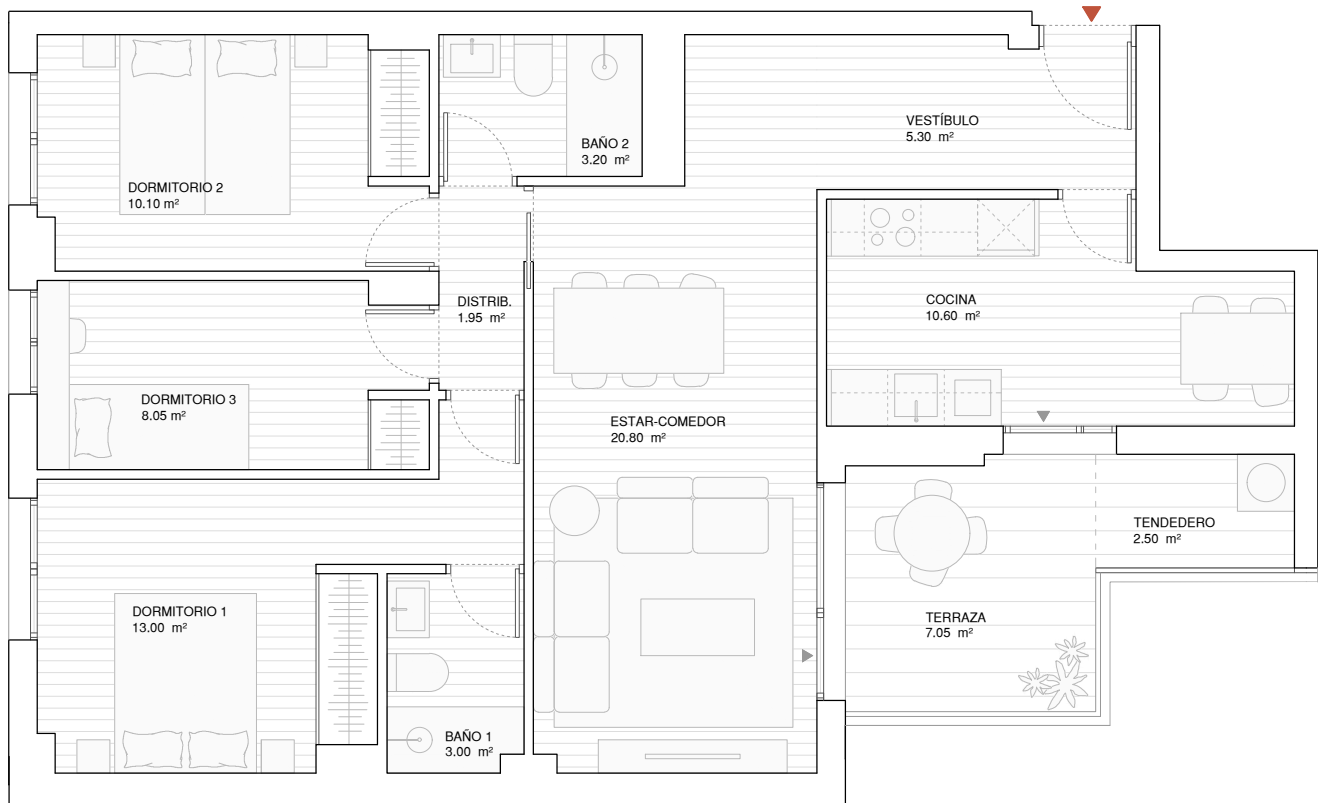 VESTÍBULO
5.30 m²
BAÑO 2
3.20 m²
DORMITORIO 2
10.10 m²
DISTRIB.
1.95 m²
COCINA
10.60 m²
DORMITORIO 3
8.05 m²
ESTAR-COMEDOR
20.80 m²
TENDEDERO
2.50 m²
DORMITORIO 1
13.00 m²
TERRAZA
7.05 m²
BAÑO 1
3.00 m²